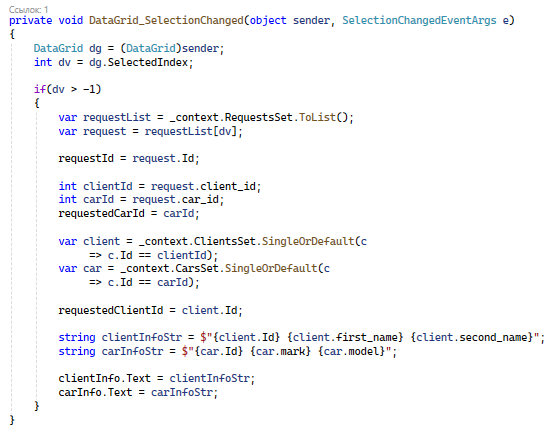 Ссылок: 1
private void DataGrid_SelectionChanged(object sender, SelectionChangedEventArgs e)
{
    DataGrid dg = (DataGrid)sender;
    int dv = dg.SelectedIndex;

    if(dv > -1)
    {
        var requestList = _context.RequestsSet.ToList();
        var request = requestList[dv];

        requestId = request.Id;

        int clientId = request.client_id;
        int carId = request.car_id;
        requestedCarId = carId;

        var client = _context.ClientsSet.SingleOrDefault(c
            => c.Id == clientId);
        var car = _context.CarsSet.SingleOrDefault(c
            => c.Id == carId);

        requestedClientId = client.Id;

        string clientInfoStr = $"{client.Id} {client.first_name} {client.second_name}";
        string carInfoStr = $"{car.Id} {car.mark} {car.model}";

        clientInfo.Text = clientInfoStr;
        carInfo.Text = carInfoStr;
    }
}